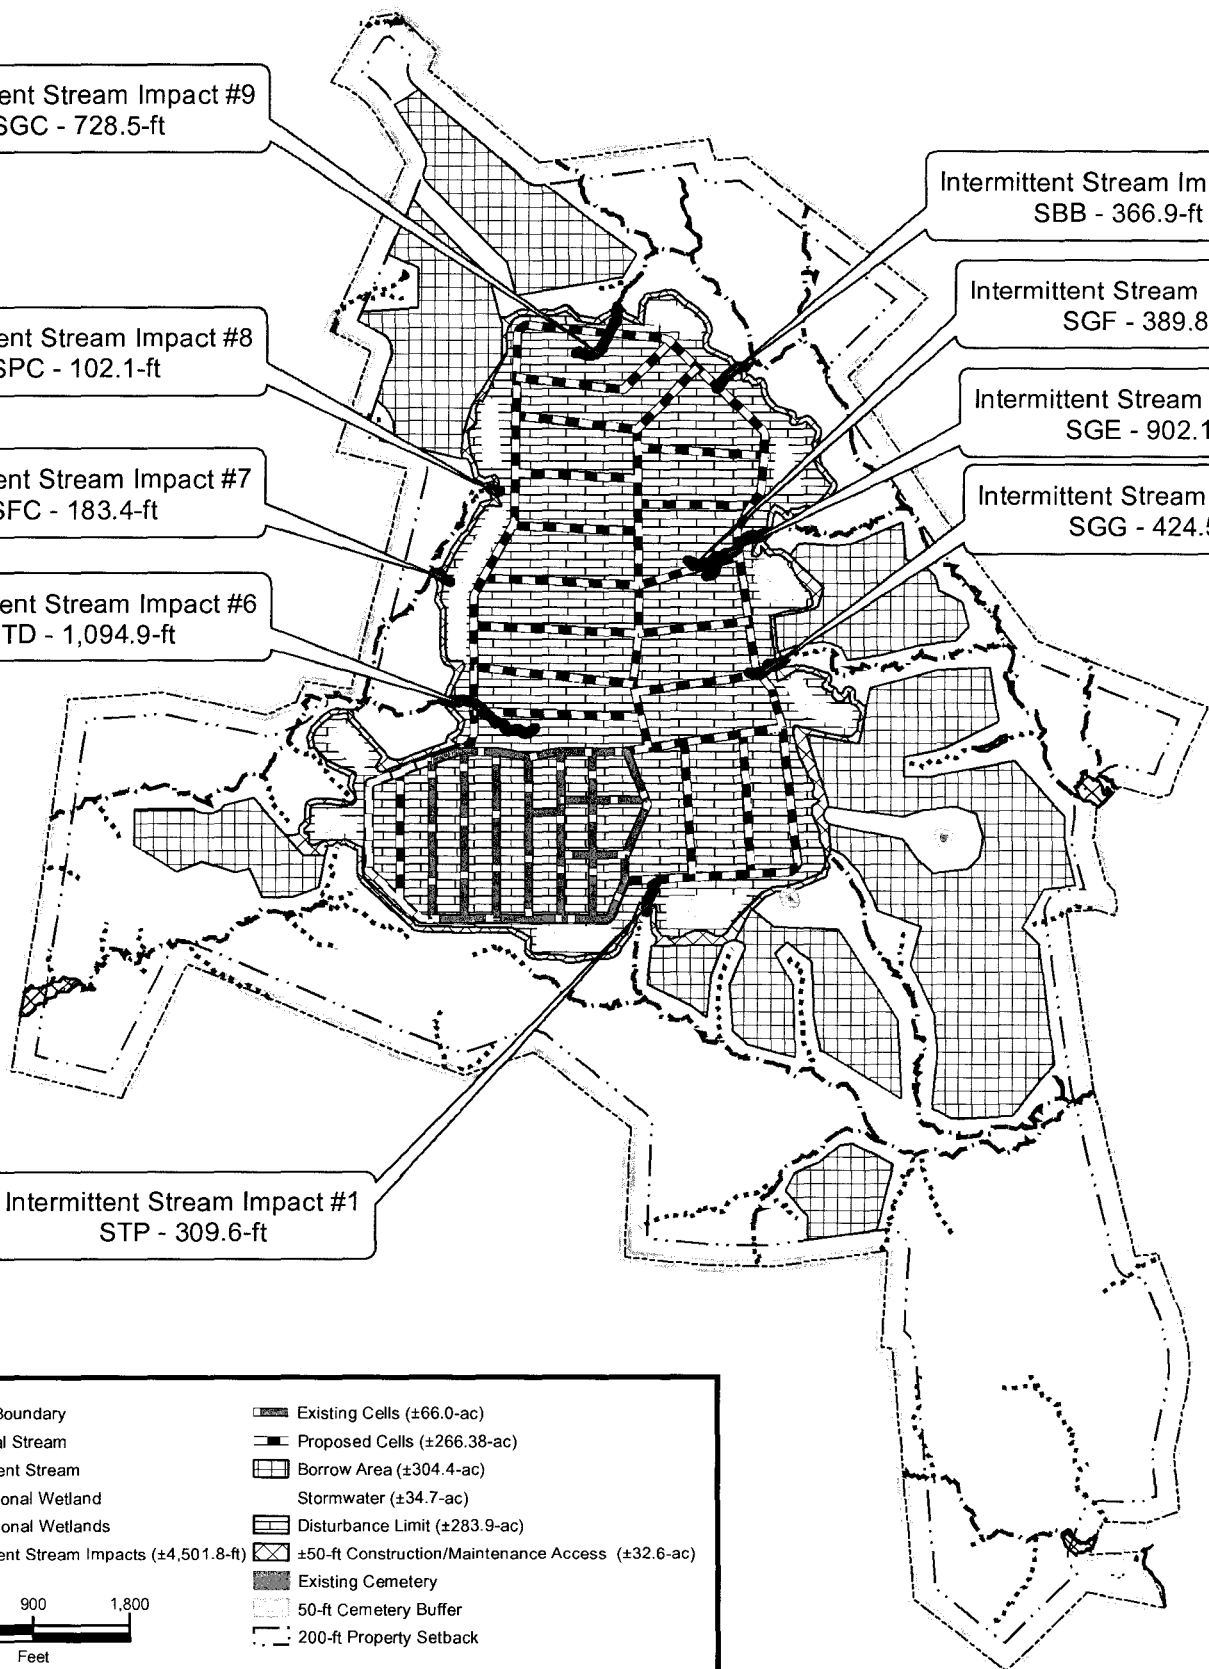 ent Stream Impact #9
SGC - 728.5-ft
Intermittent Stream Im
SBB - 366.9-ft
Intermittent Stream
SGF - 389.8
ent Stream Impact #8
SPC - 102.1-ft
Intermittent Stream
SGE - 902.1
ent Stream Impact #7
SFC - 183.4-ft
Intermittent Stream
SGG - 424.5
ent Stream Impact #6
TD - 1,094.9-ft
Intermittent Stream Impact #1
STP - 309.6-ft
Boundary
al Stream
ent Stream
onal Wetland
onal Wetlands
ent Stream Impacts (±4,501.8-ft)
900 1,800
Feet
Existing Cells (±66.0-ac)
Proposed Cells (±266.38-ac)
Borrow Area (±304.4-ac)
Stormwater (±34.7-ac)
Disturbance Limit (±283.9-ac)
±50-ft Construction/Maintenance Access (±32.6-ac)
Existing Cemetery
50-ft Cemetery Buffer
200-ft Property Setback